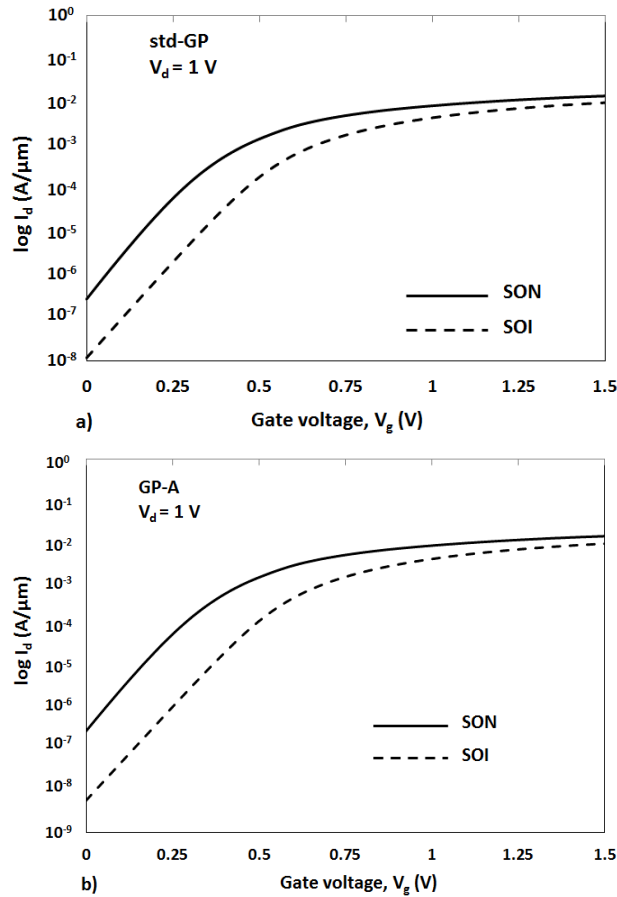 std-GP
V_d = 1 V
10^0
10^-1
10^-2
10^-3
10^-4
10^-5
10^-6
10^-7
10^-8
log I_d (A/µm)
SON
SOI
0 0.25 0.5 0.75 1 1.25 1.5
a) Gate voltage, V_g (V)
GP-A
V_d = 1 V
10^0
10^-1
10^-2
10^-3
10^-4
10^-5
10^-6
10^-7
10^-8
10^-9
log I_d (A/µm)
SON
SOI
0 0.25 0.5 0.75 1 1.25 1.5
b) Gate voltage, V_g (V)